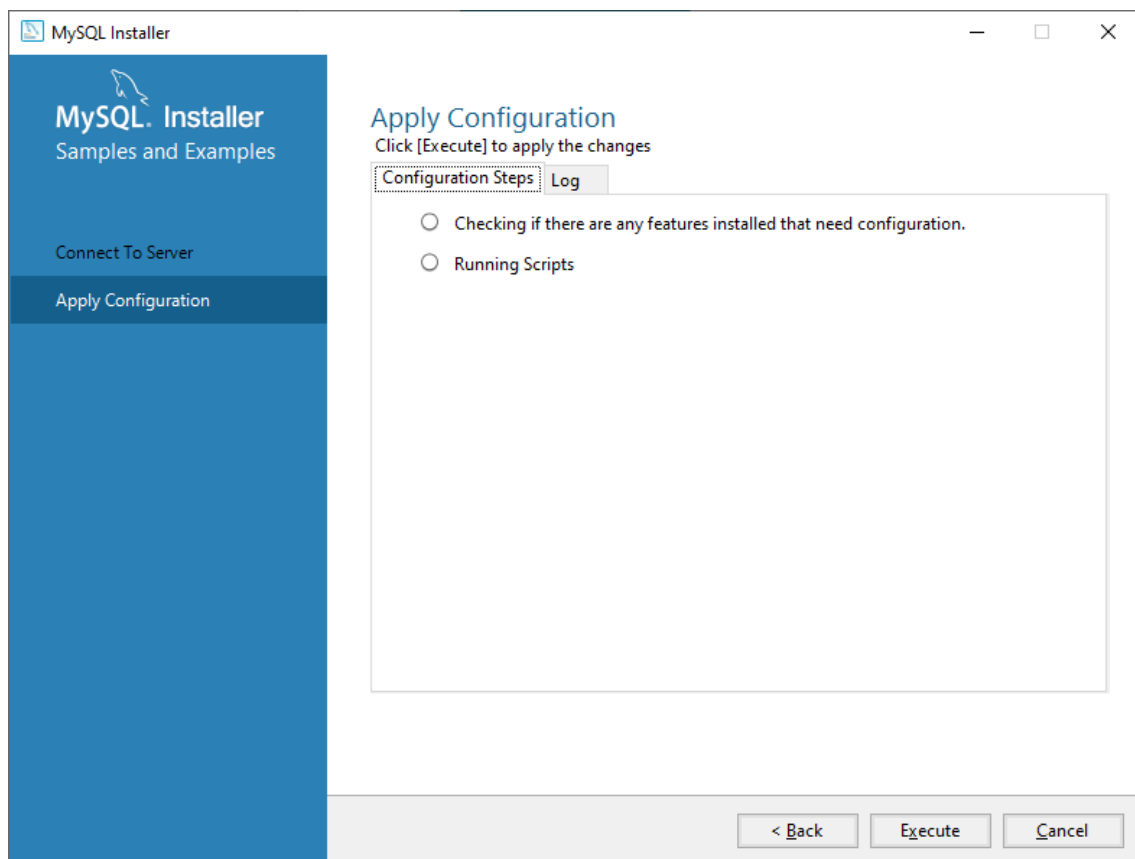 MySQL Installer
MySQL. Installer
Samples and Examples
Connect To Server
Apply Configuration
Apply Configuration
Click [Execute] to apply the changes
Configuration Steps Log
Checking if there are any features installed that need configuration.
Running Scripts
< Back Execute Cancel